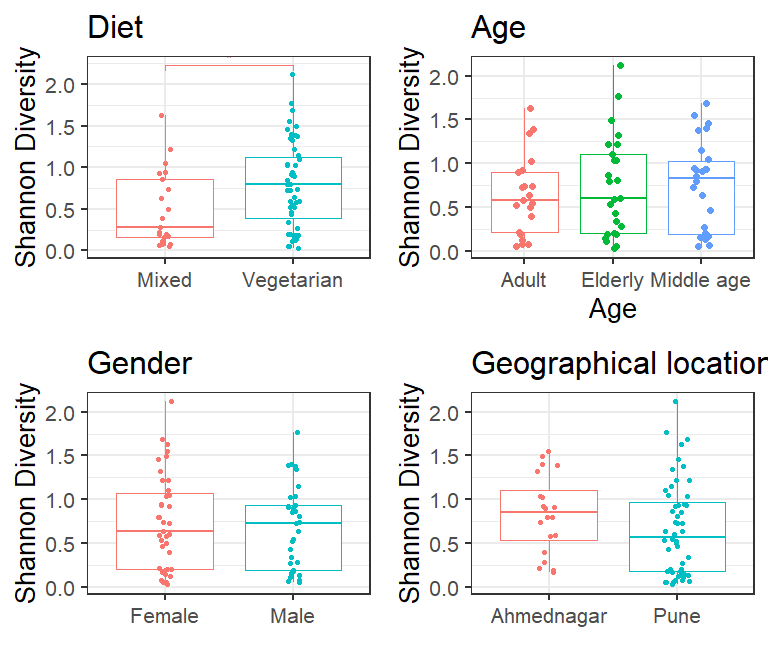 Diet
Shannon Diversity
2.0
1.5
1.0
0.5
0.0
Mixed Vegetarian
Age
Shannon Diversity
2.0
1.5
1.0
0.5
0.0
Adult Elderly Middle age
Age
Gender
Shannon Diversity
2.0
1.5
1.0
0.5
0.0
Female Male
Geographical location
Shannon Diversity
2.0
1.5
1.0
0.5
0.0
Ahmednagar Pune